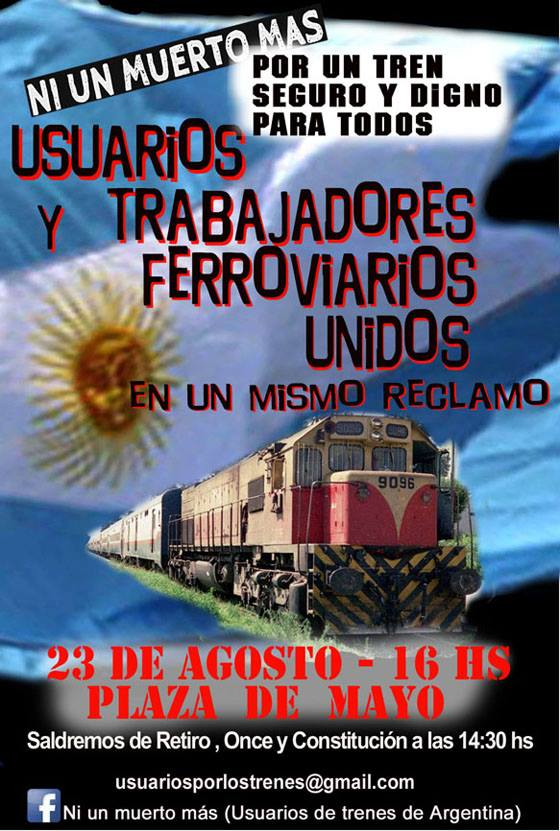 NI UN MUERTO MAS
POR UN TREN
SEGURO Y DiGNO
PARA TODOS
USUARiOS
Y TRABAJADORES
FERROViARiOS
UNiDOS
EN UN MiSMO RECLAMO
9096
23 DE AGOSTO - 16 HS
PLAZA DE MAYO
Saldremos de Retiro , Once y Constitución a las 14:30 hs
usuariosporlostrenes@gmail.com
f Ni un muerto más (Usuarios de trenes de Argentina)